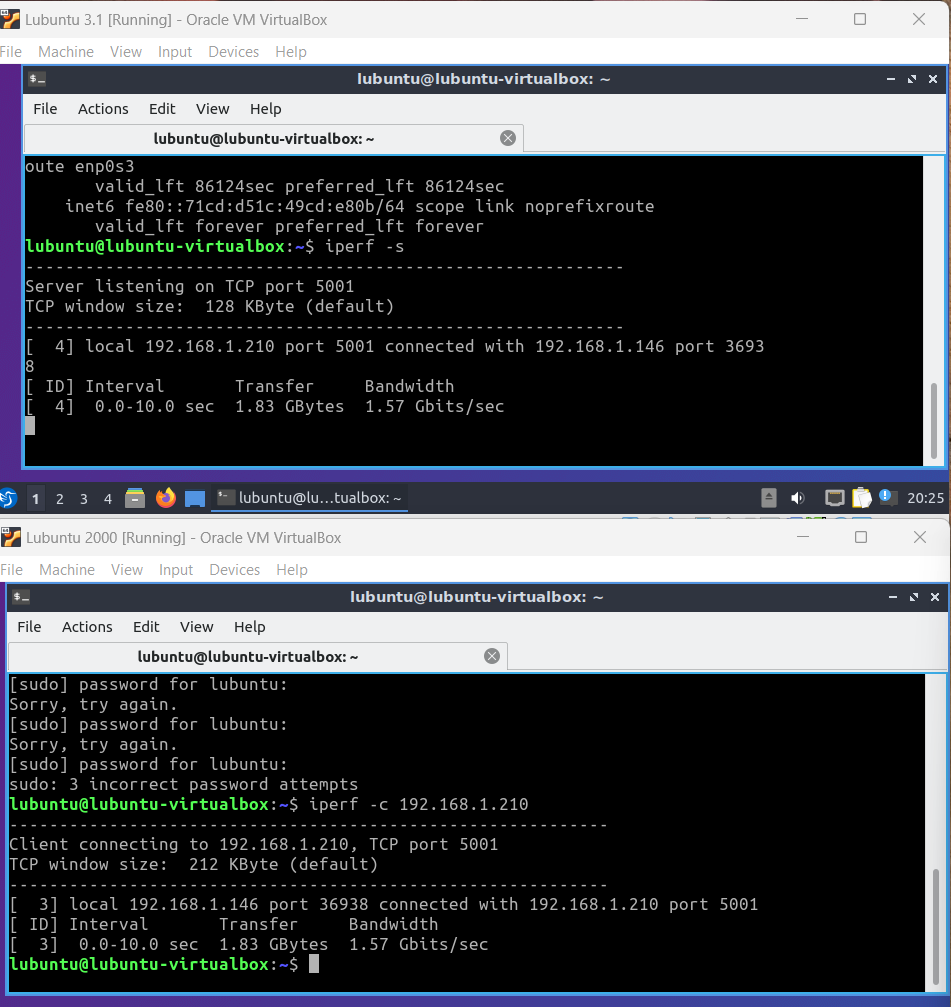 Lubuntu 3.1 [Running] - Oracle VM VirtualBox
File Machine View Input Devices Help
lubuntu@lubuntu-virtualbox: ~
File Actions Edit View Help
lubuntu@lubuntu-virtualbox: ~
oute enp0s3
       valid_lft 86124sec preferred_lft 86124sec
    inet6 fe80::71cd:d51c:49cd:e80b/64 scope link noprefixroute
       valid_lft forever preferred_lft forever
lubuntu@lubuntu-virtualbox:~$ iperf -s
------------------------------------------------------------
Server listening on TCP port 5001
TCP window size:  128 KByte (default)
------------------------------------------------------------
[  4] local 192.168.1.210 port 5001 connected with 192.168.1.146 port 3693
8
[ ID] Interval       Transfer     Bandwidth
[  4]  0.0-10.0 sec  1.83 GBytes  1.57 Gbits/sec
1 2 3 4 lubuntu@lu...tualbox: ~ 20:25
Lubuntu 2000 [Running] - Oracle VM VirtualBox
File Machine View Input Devices Help
lubuntu@lubuntu-virtualbox: ~
File Actions Edit View Help
lubuntu@lubuntu-virtualbox: ~
[sudo] password for lubuntu:
Sorry, try again.
[sudo] password for lubuntu:
Sorry, try again.
[sudo] password for lubuntu:
sudo: 3 incorrect password attempts
lubuntu@lubuntu-virtualbox:~$ iperf -c 192.168.1.210
------------------------------------------------------------
Client connecting to 192.168.1.210, TCP port 5001
TCP window size:  212 KByte (default)
------------------------------------------------------------
[  3] local 192.168.1.146 port 36938 connected with 192.168.1.210 port 5001
[ ID] Interval       Transfer     Bandwidth
[  3]  0.0-10.0 sec  1.83 GBytes  1.57 Gbits/sec
lubuntu@lubuntu-virtualbox:~$